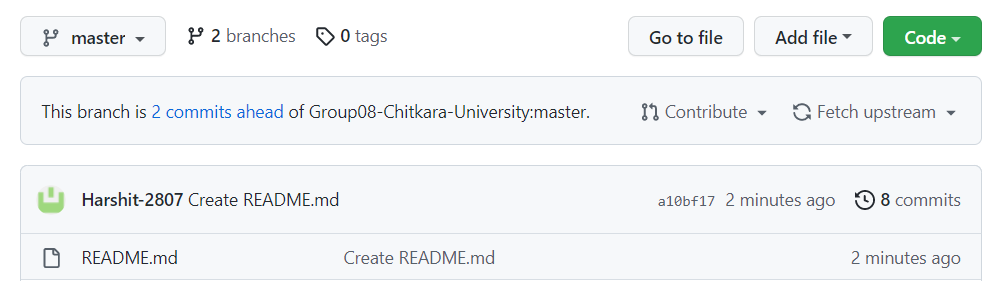 master 2 branches 0 tags Go to file Add file Code
This branch is 2 commits ahead of Group08-Chitkara-University:master. Contribute Fetch upstream
Harshit-2807 Create README.md a10bf17 2 minutes ago 8 commits
README.md Create README.md 2 minutes ago